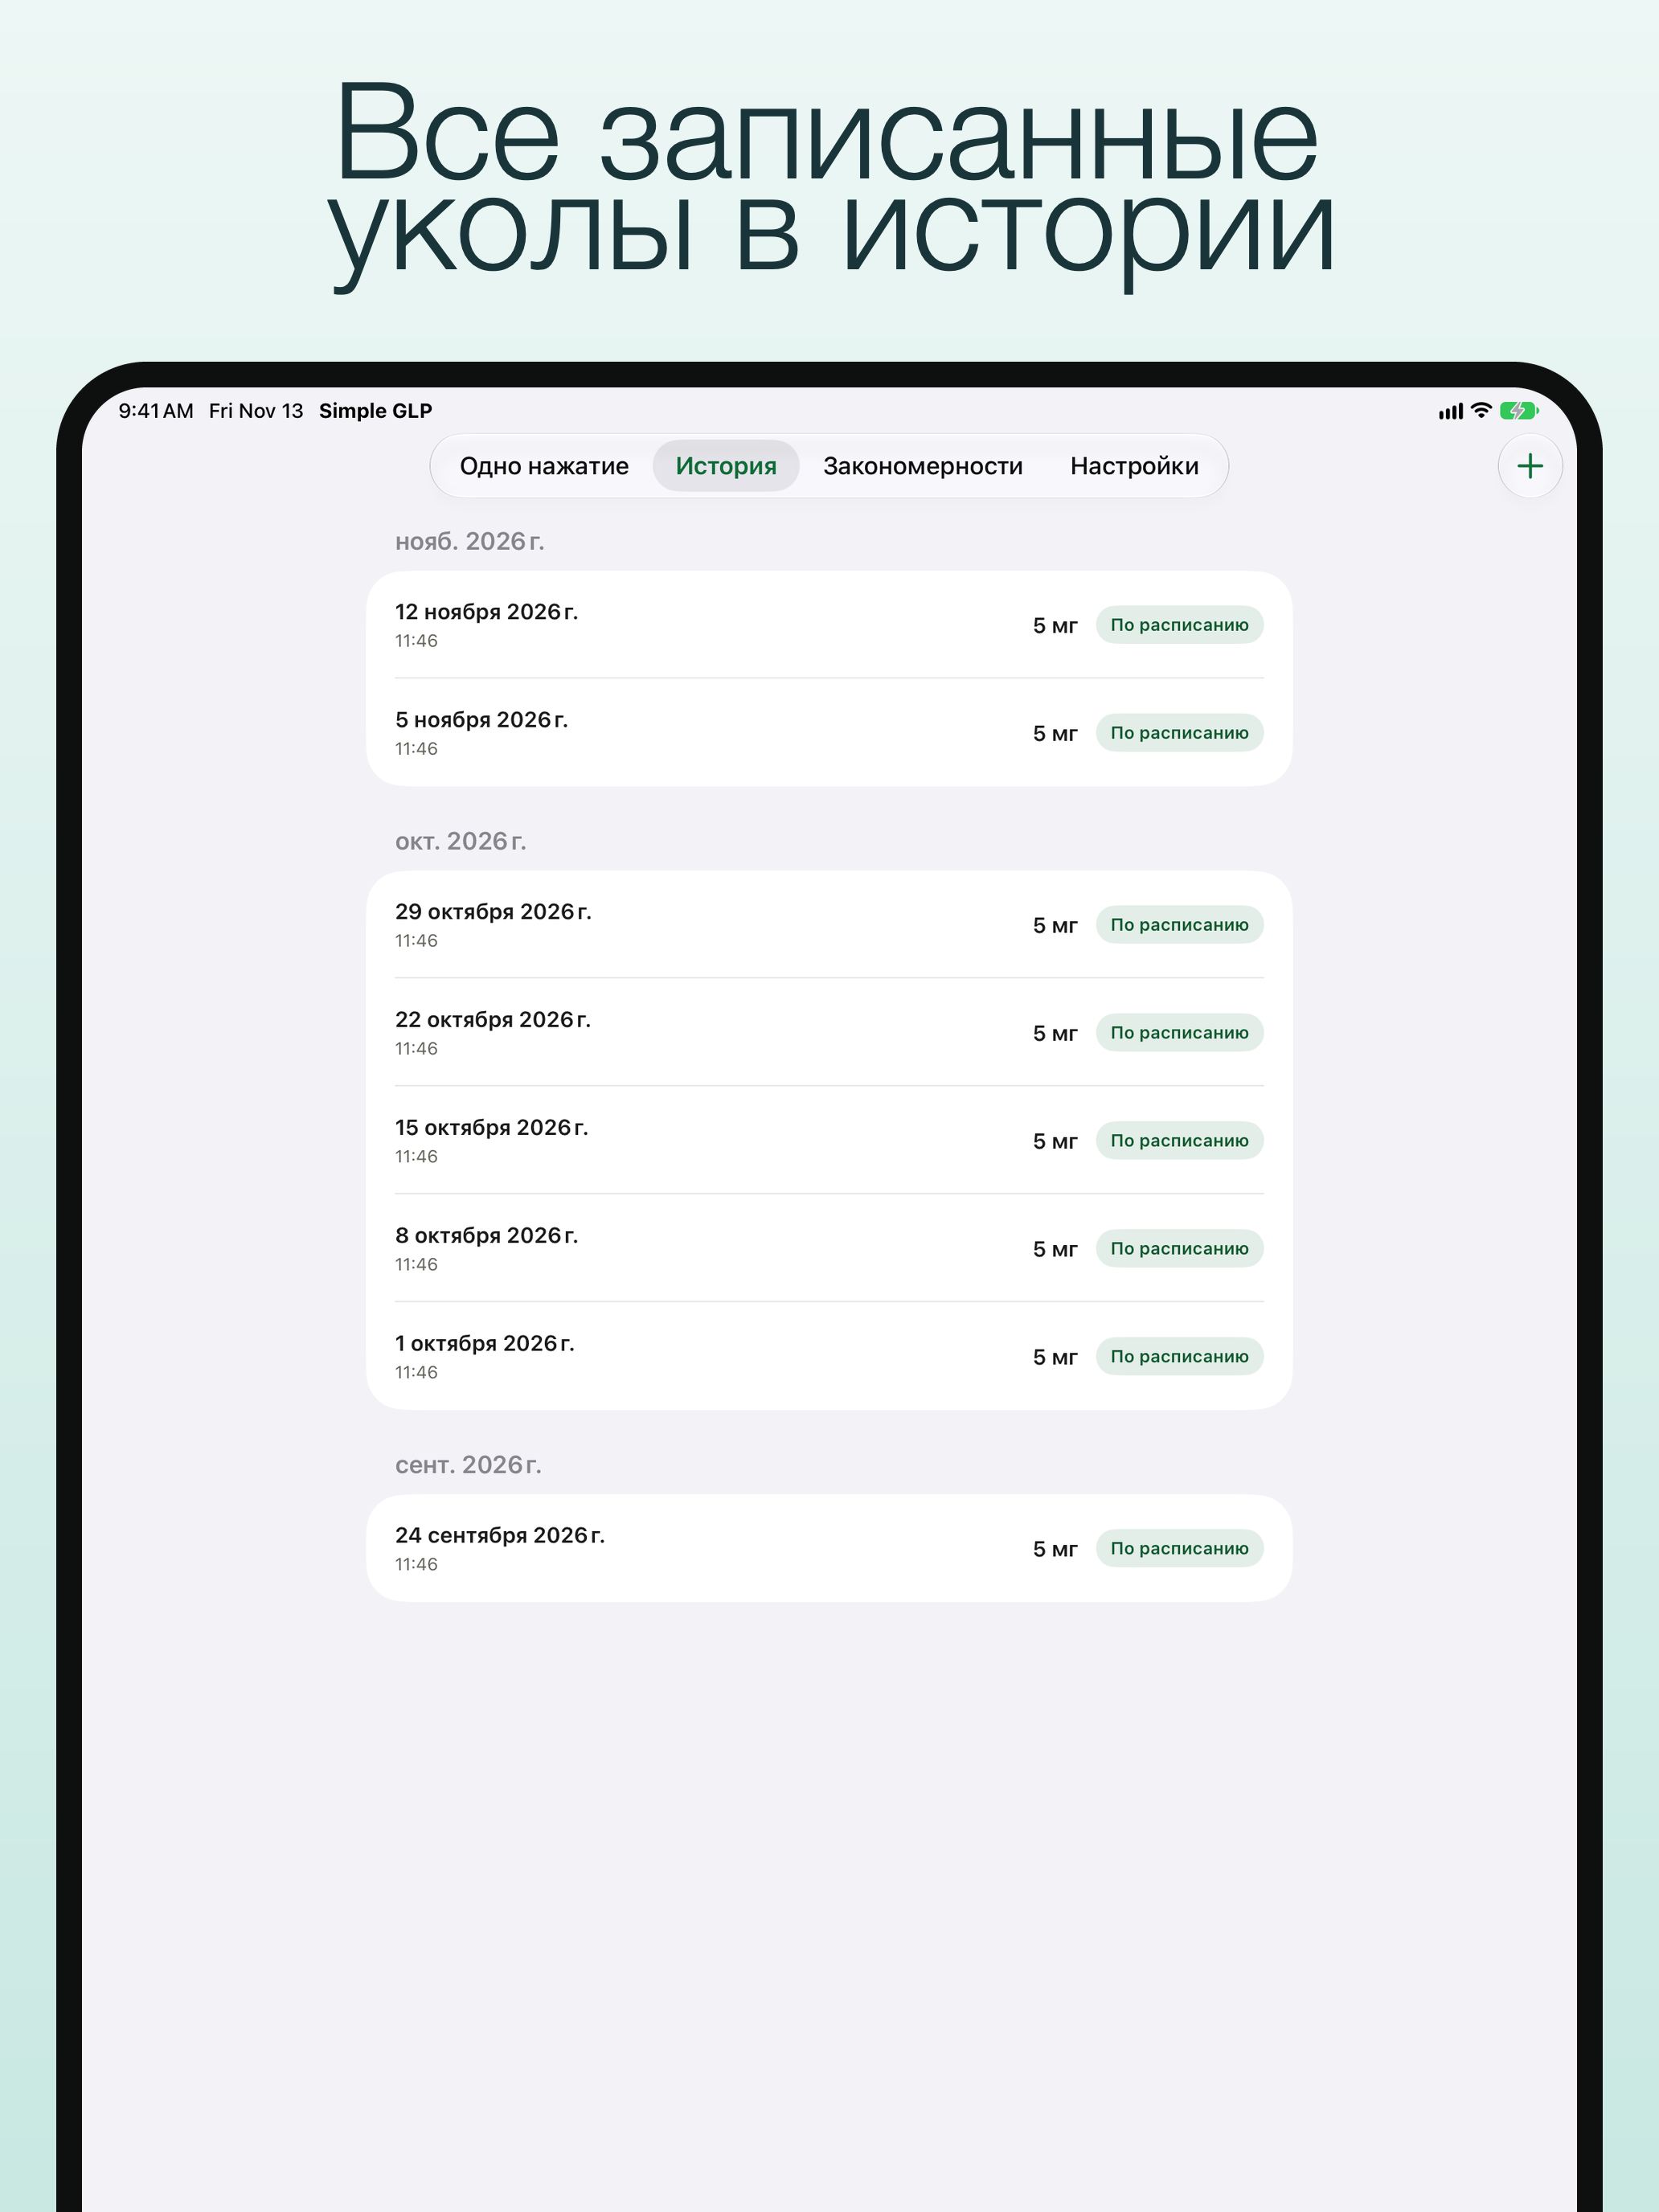 Все записанные
уколы в истории
9:41 AM Fri Nov 13 Simple GLP
Одно нажатие История Закономерности Настройки
нояб. 2026 г.
12 ноября 2026 г.
11:46
5 мг По расписанию
5 ноября 2026 г.
11:46
5 мг По расписанию
окт. 2026 г.
29 октября 2026 г.
11:46
5 мг По расписанию
22 октября 2026 г.
11:46
5 мг По расписанию
15 октября 2026 г.
11:46
5 мг По расписанию
8 октября 2026 г.
11:46
5 мг По расписанию
1 октября 2026 г.
11:46
5 мг По расписанию
сент. 2026 г.
24 сентября 2026 г.
11:46
5 мг По расписанию